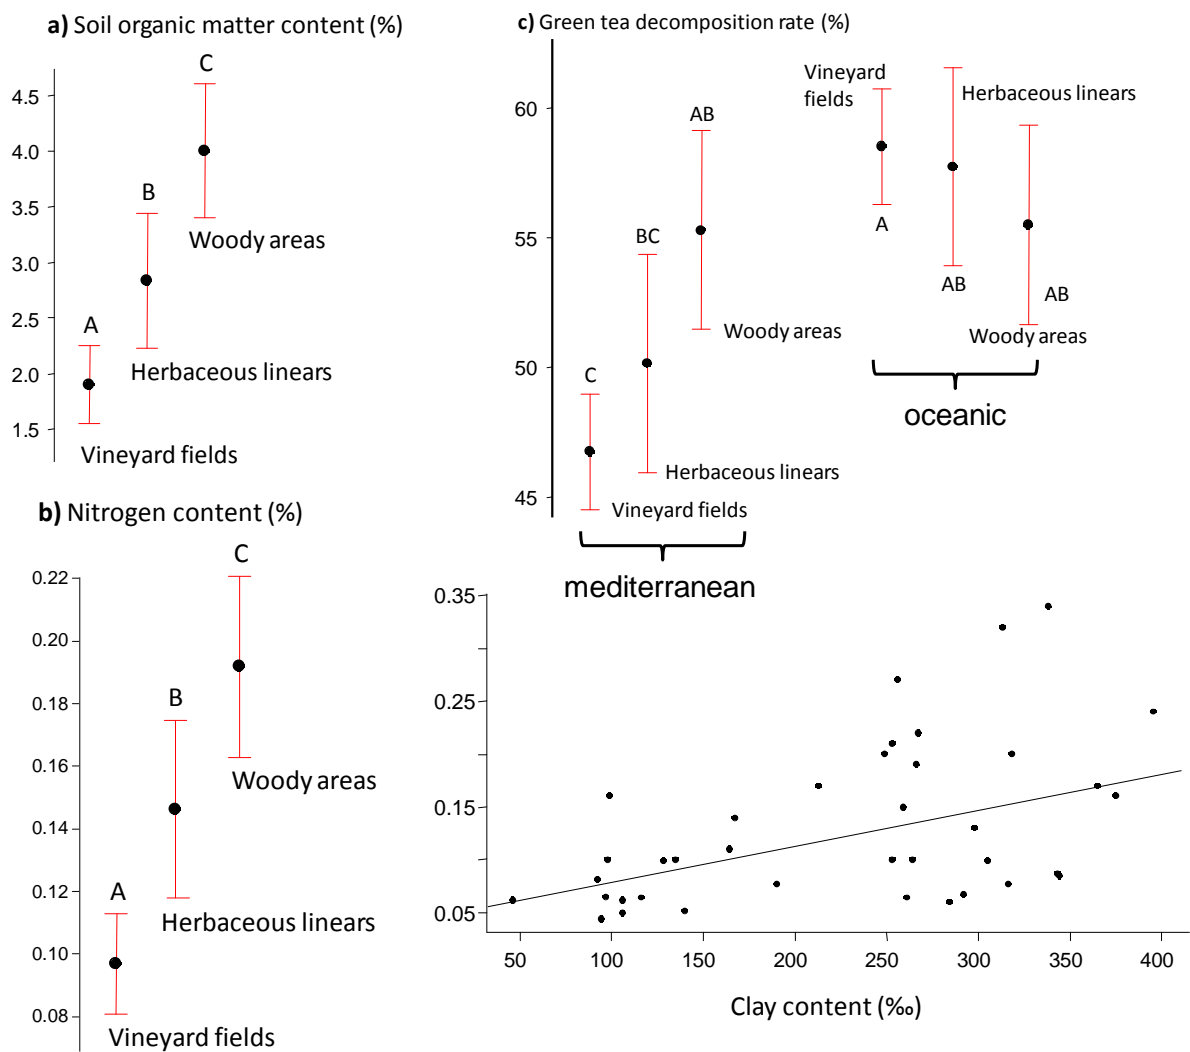 a) Soil organic matter content (%)
4.5
4.0
3.5
3.0
2.5
2.0
1.5
A
B
C
Woody areas
Herbaceous linears
Vineyard fields
b) Nitrogen content (%)
0.22
0.20
0.18
0.16
0.14
0.12
0.10
0.08
A
B
C
Woody areas
Herbaceous linears
Vineyard fields
c) Green tea decomposition rate (%)
60
55
50
45
C
BC
AB
Woody areas
Herbaceous linears
Vineyard fields
mediterranean
Vineyard
fields
Herbaceous linears
A
AB
AB
Woody areas
oceanic
0.35
0.25
0.15
0.05
50
100
150
200
250
300
350
400
Clay content (‰)